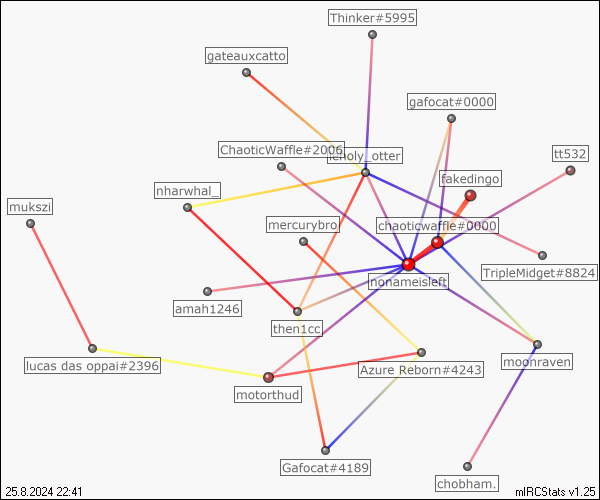 Thinker#5995
gateauxcatto
gafocat#0000
ChaoticWaffle#2006
tt532
fakedingo
nharwhal_
mukszi
mercurybro
chaoticwaffle#0000
TripleMidget#8824
nonameisleft
amah1246
then1cc
lucas das oppai#2396
Azure Reborn#4243
moonraven
motorthud
Gafocat#4189
chobham.
25.8.2024 22:41
mIRCStats v1.25